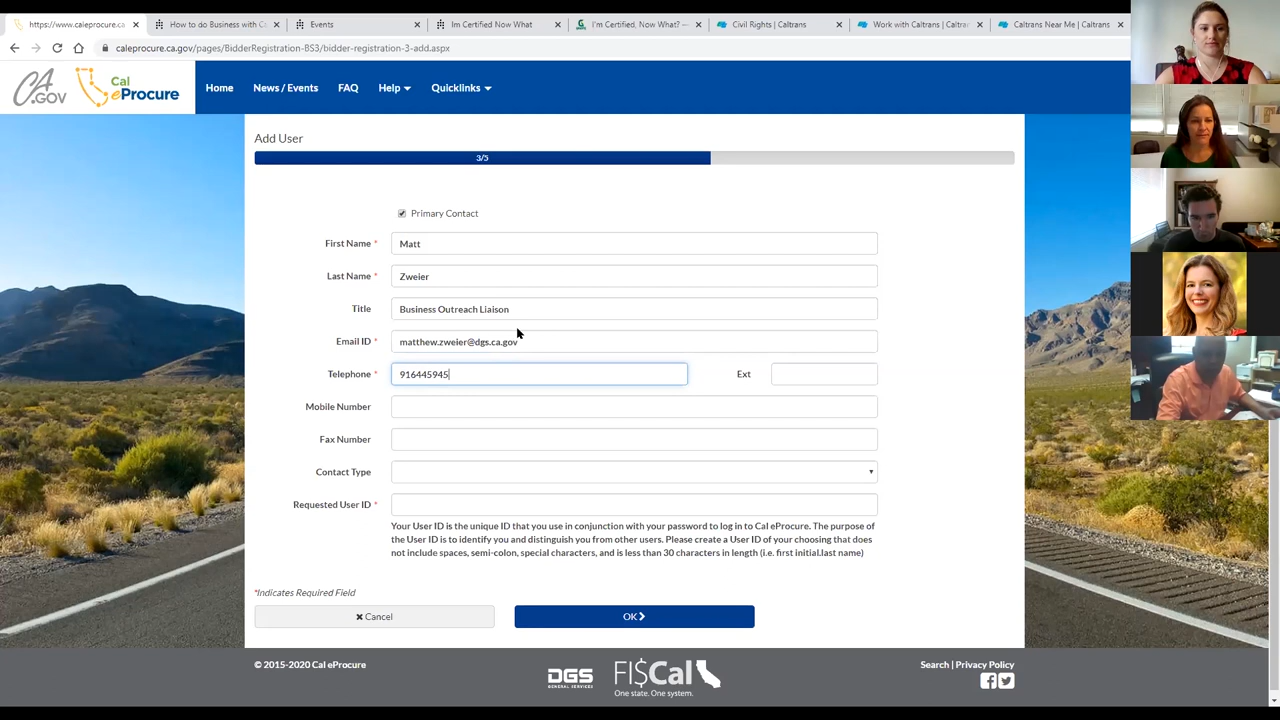 https://www.caleprocure.ca
How to do Business with Ca
Events
Im Certified Now What
I'm Certified, Now What? —
Civil Rights | Caltrans
Work with Caltrans | Caltran
Caltrans Near Me | Caltrans
caleprocure.ca.gov/pages/BidderRegistration-BS3/bidder-registration-3-add.aspx
CA.GOV
Cal eProcure
Home
News / Events
FAQ
Help
Quicklinks
Add User
3/5
Primary Contact
First Name *
Matt
Last Name *
Zweier
Title
Business Outreach Liaison
Email ID *
matthew.zweier@dgs.ca.gov
Telephone *
916445945
Ext
Mobile Number
Fax Number
Contact Type
Requested User ID *
Your User ID is the unique ID that you use in conjunction with your password to log in to Cal eProcure. The purpose
of the User ID is to identify you and distinguish you from other users. Please create a User ID of your choosing that does
not include spaces, semi-colon, special characters, and is less than 30 characters in length (i.e. first initial.last name)
*Indicates Required Field
Cancel
OK
© 2015-2020 Cal eProcure
DGS
GENERAL SERVICES
FI$Cal
One state. One system.
Search | Privacy Policy